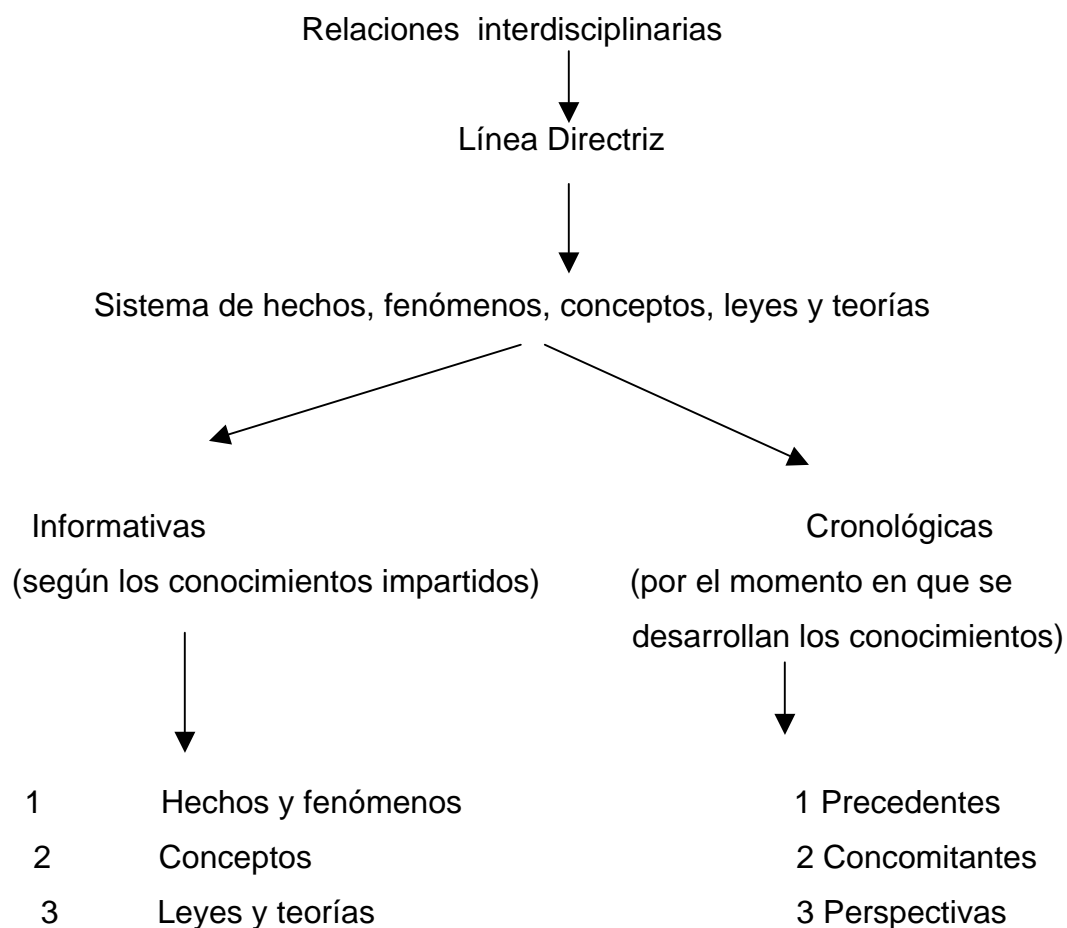 Relaciones interdisciplinarias
Línea Directriz
Sistema de hechos, fenómenos, conceptos, leyes y teorías
Informativas
(según los conocimientos impartidos)
Cronológicas
(por el momento en que se
desarrollan los conocimientos)
1 Hechos y fenómenos
2 Conceptos
3 Leyes y teorías
1 Precedentes
2 Concomitantes
3 Perspectivas